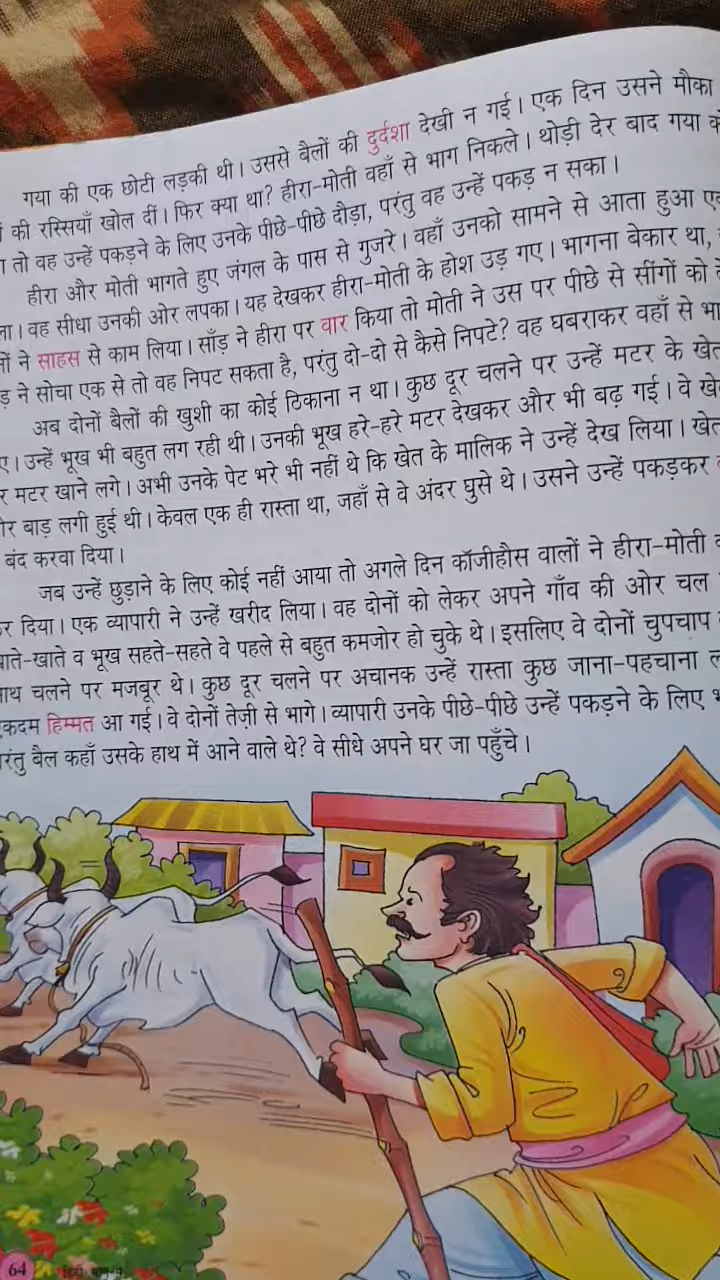 गया की एक छोटी लड़की थी। उससे बैलों की दुर्दशा देखी न गई। एक दिन उसने मौका
की रस्सियाँ खोल दीं। फिर क्या था? हीरा-मोती वहाँ से भाग निकले। थोड़ी देर बाद गया
तो वह उन्हें पकड़ने के लिए उनके पीछे-पीछे दौड़ा, परंतु वह उन्हें पकड़ न सका।
हीरा और मोती भागते हुए जंगल के पास से गुजरे। वहाँ उनको सामने से आता हुआ
वह सीधा उनकी ओर लपका। यह देखकर हीरा-मोती के होश उड़ गए। भागना बेकार था,
ने साहस से काम लिया। साँड़ ने हीरा पर वार किया तो मोती ने उस पर पीछे से सींगों को
ने सोचा एक से तो वह निपट सकता है, परंतु दो-दो से कैसे निपटे? वह घबराकर वहाँ से
अब दोनों बैलों की खुशी का कोई ठिकाना न था। कुछ दूर चलने पर उन्हें मटर के
उन्हें भूख भी बहुत लग रही थी। उनकी भूख हरे-हरे मटर देखकर और भी बढ़ गई। वे
मटर खाने लगे। अभी उनके पेट भरे भी नहीं थे कि खेत के मालिक ने उन्हें देख लिया।
बाड़ लगी हुई थी। केवल एक ही रास्ता था, जहाँ से वे अंदर घुसे थे। उसने उन्हें पकड़कर
बंद करवा दिया।
जब उन्हें छुड़ाने के लिए कोई नहीं आया तो अगले दिन कॉजीहौस वालों ने हीरा-मोती
दिया। एक व्यापारी ने उन्हें खरीद लिया। वह दोनों को लेकर अपने गाँव की ओर चल
खाते-खाते व भूख सहते-सहते वे पहले से बहुत कमजोर हो चुके थे। इसलिए वे दोनों चुपचाप
चलने पर मजबूर थे। कुछ दूर चलने पर अचानक उन्हें रास्ता कुछ जाना-पहचाना
एकदम हिम्मत आ गई। वे दोनों तेज़ी से भागे। व्यापारी उनके पीछे-पीछे उन्हें पकड़ने के लिए
परंतु बैल कहाँ उसके हाथ में आने वाले थे? वे सीधे अपने घर जा पहुँचे।
64